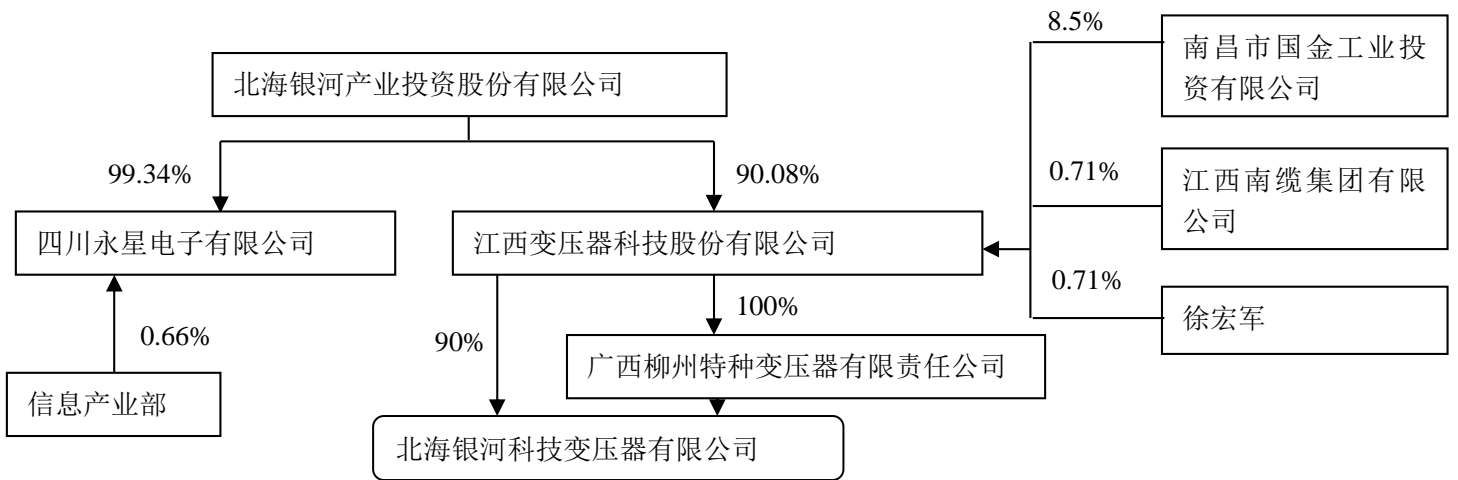 8.5%
南昌市国金工业投
资有限公司
北海银河产业投资股份有限公司
99.34%
90.08%
0.71%
江西南缆集团有限
公司
四川永星电子有限公司
江西变压器科技股份有限公司
0.71%
徐宏军
100%
0.66%
90%
广西柳州特种变压器有限责任公司
信息产业部
北海银河科技变压器有限公司